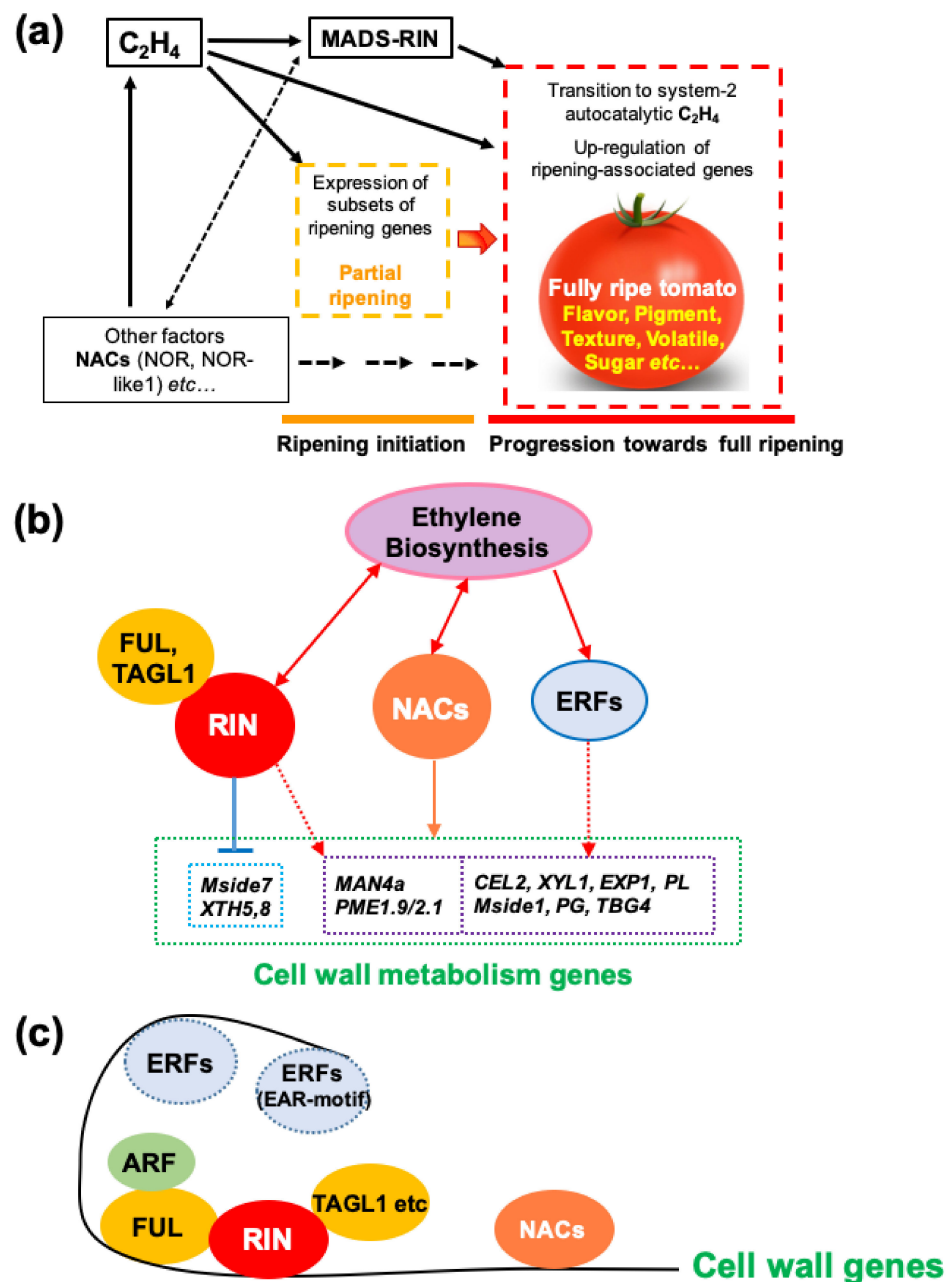 (a)
C₂H₄
MADS-RIN
Transition to system-2
autocatalytic C₂H₄
Up-regulation of
ripening-associated genes
Expression of
subsets of
ripening genes
Partial
ripening
Fully ripe tomato
Flavor, Pigment,
Texture, Volatile,
Sugar etc…
Other factors
NACs (NOR, NOR-
like1) etc…
Ripening initiation
Progression towards full ripening
(b)
Ethylene
Biosynthesis
FUL,
TAGL1
RIN
NACs
ERFs
Mside7
XTH5,8
MAN4a
PME1.9/2.1
CEL2, XYL1, EXP1, PL
Mside1, PG, TBG4
Cell wall metabolism genes
(c)
ERFs
ERFs
(EAR-motif)
ARF
FUL
RIN
TAGL1 etc
NACs
Cell wall genes